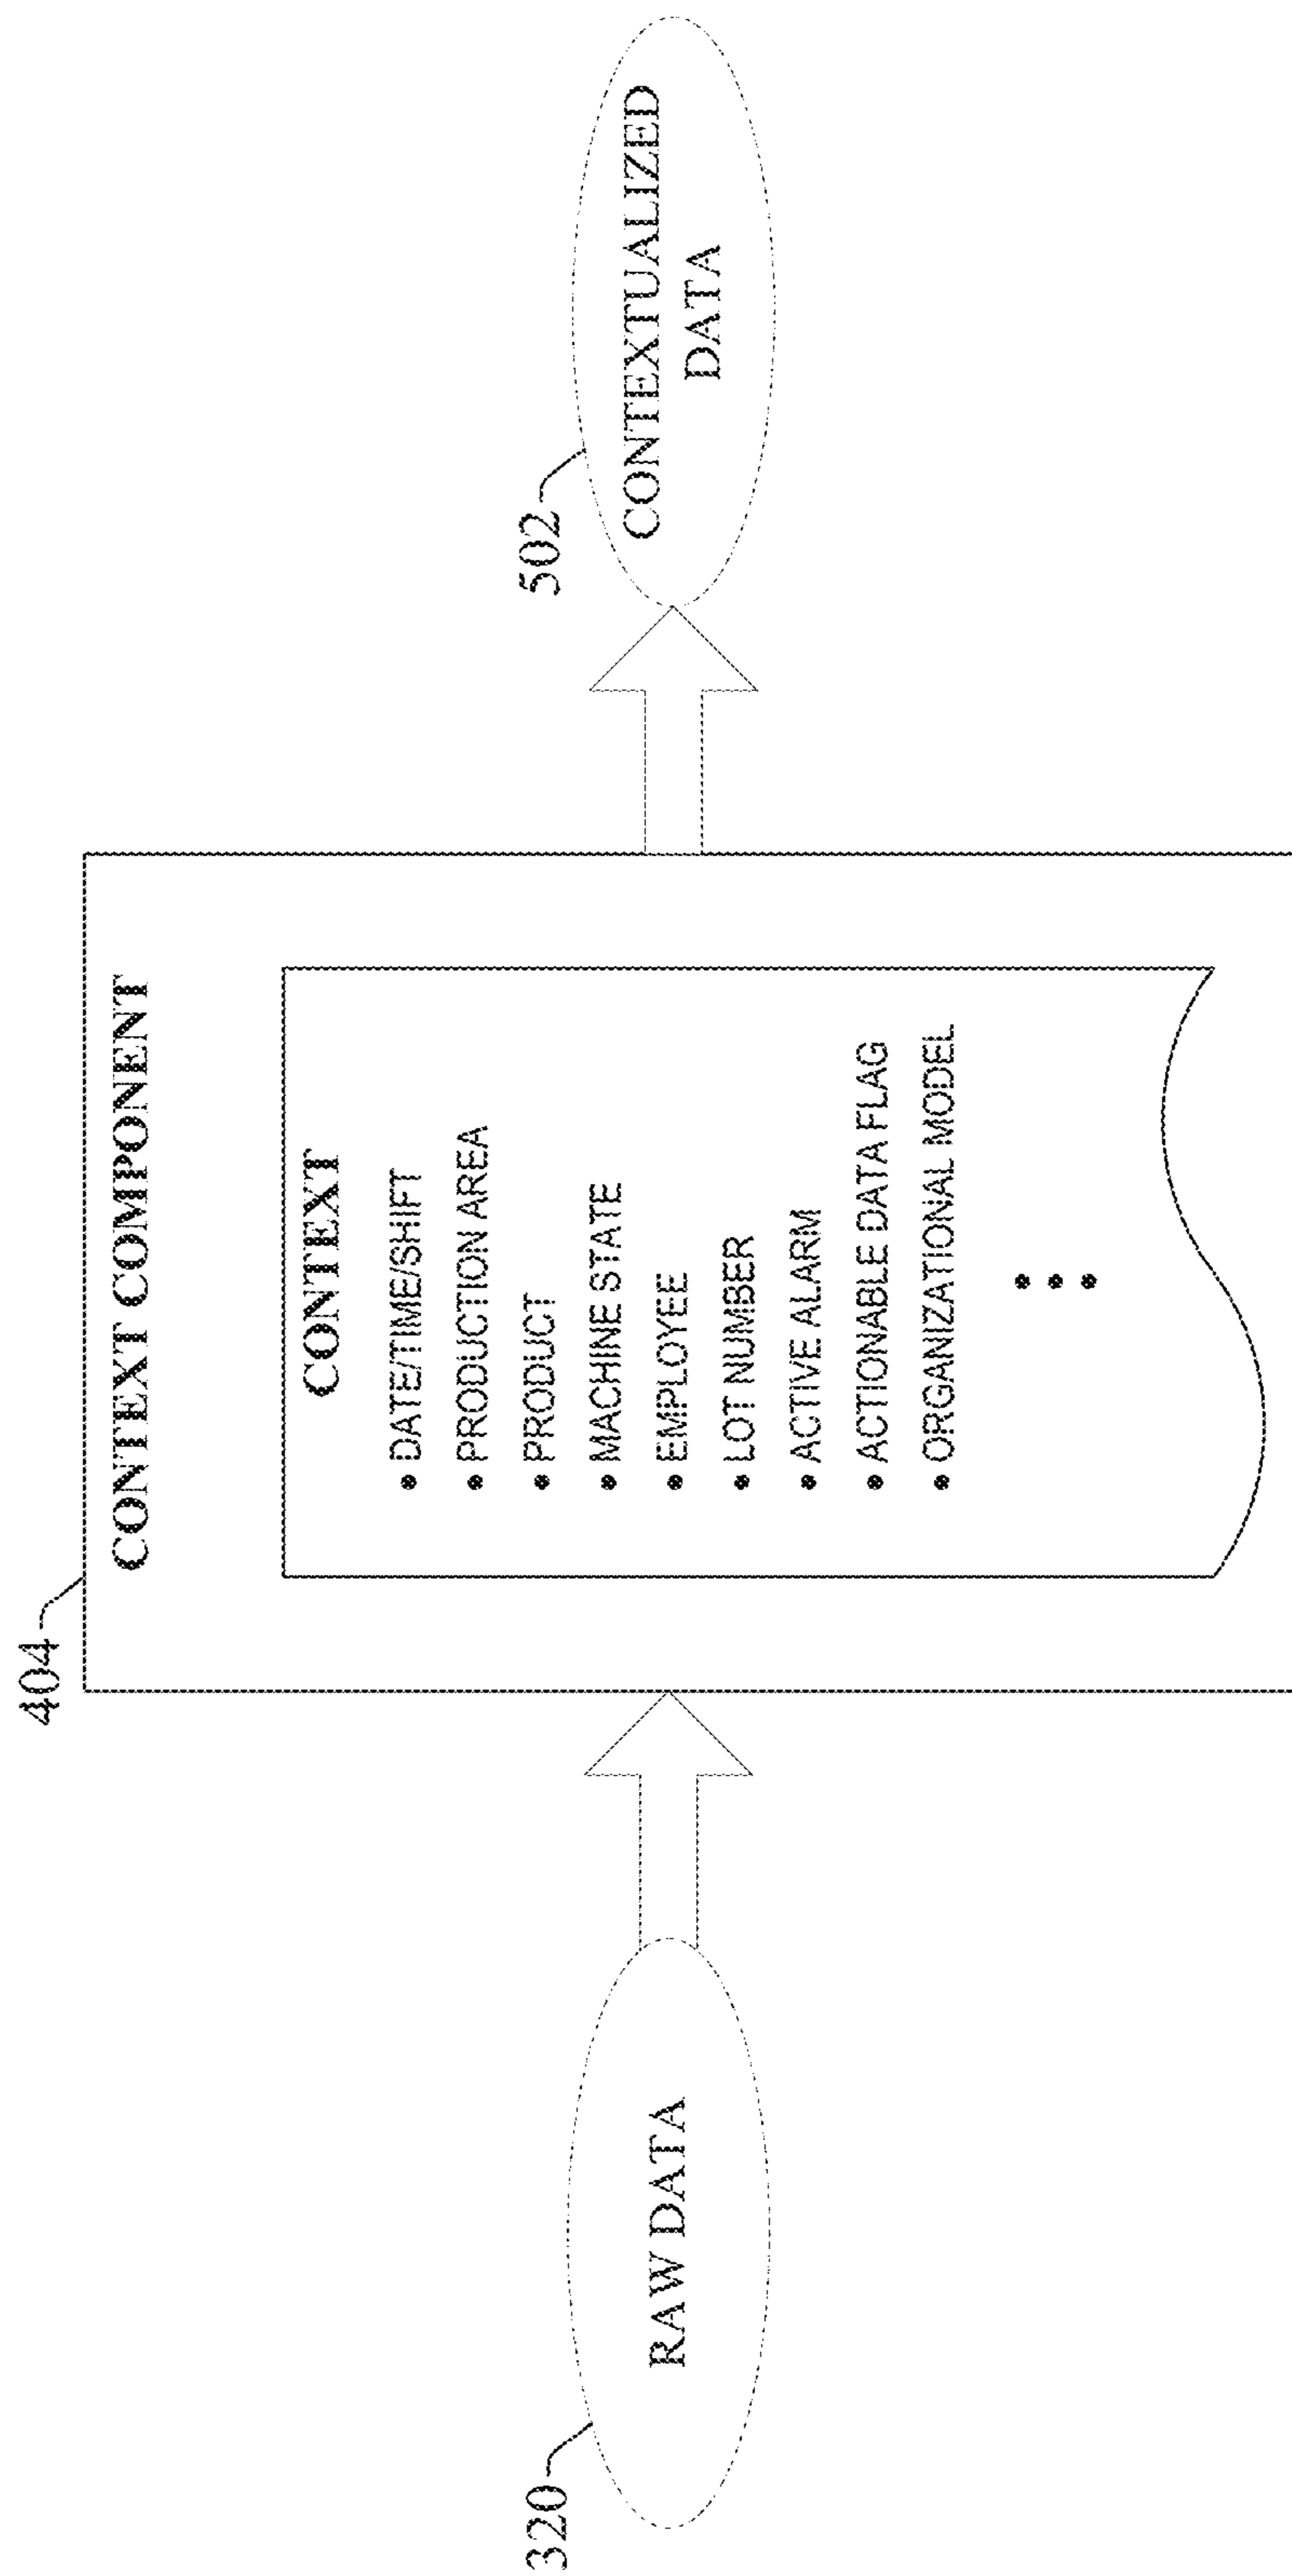 404
CONTEXT COMPONENT
CONTEXT
• DATE/TIME/SHIFT
• PRODUCTION AREA
• PRODUCT
• MACHINE STATE
• EMPLOYEE
• LOT NUMBER
• ACTIVE ALARM
• ACTIONABLE DATA FLAG
• ORGANIZATIONAL MODEL
320
RAW DATA
502
CONTEXTUALIZED
DATA